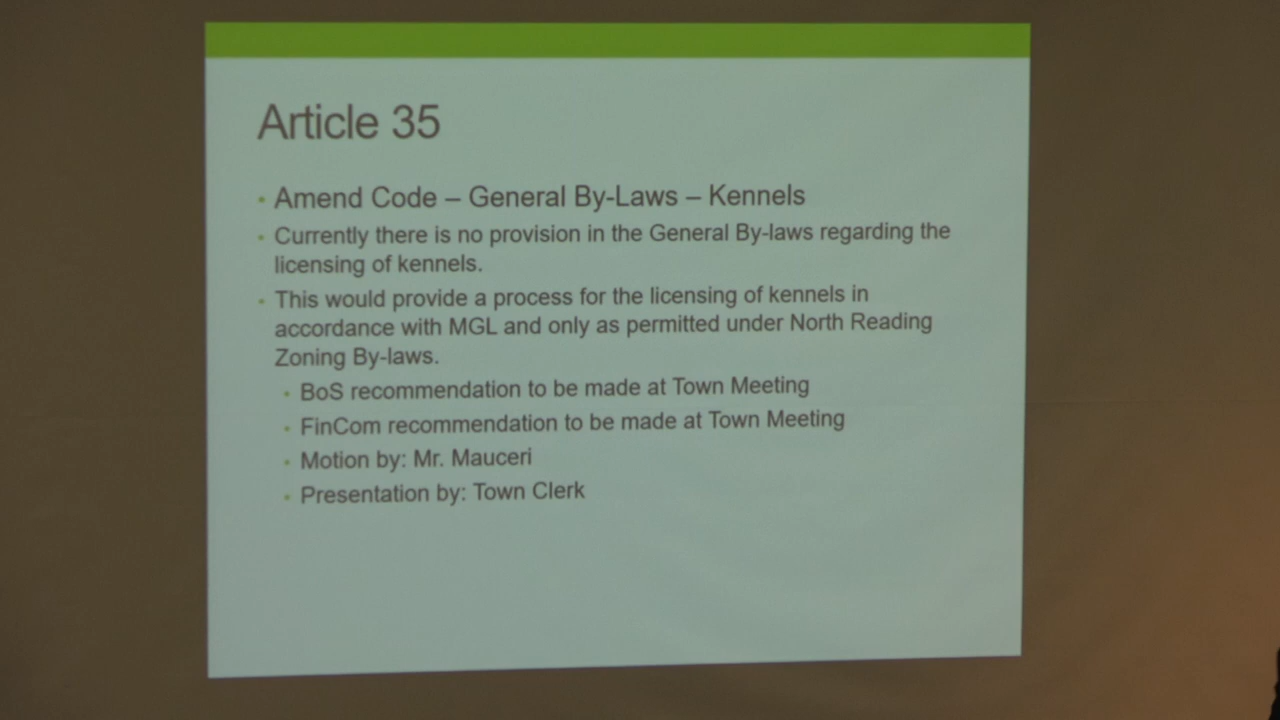 Article 35
• Amend Code – General By-Laws – Kennels
• Currently there is no provision in the General By-laws regarding the
licensing of kennels.
• This would provide a process for the licensing of kennels in
accordance with MGL and only as permitted under North Reading
Zoning By-laws.
• BoS recommendation to be made at Town Meeting
• FinCom recommendation to be made at Town Meeting
• Motion by: Mr. Mauceri
• Presentation by: Town Clerk